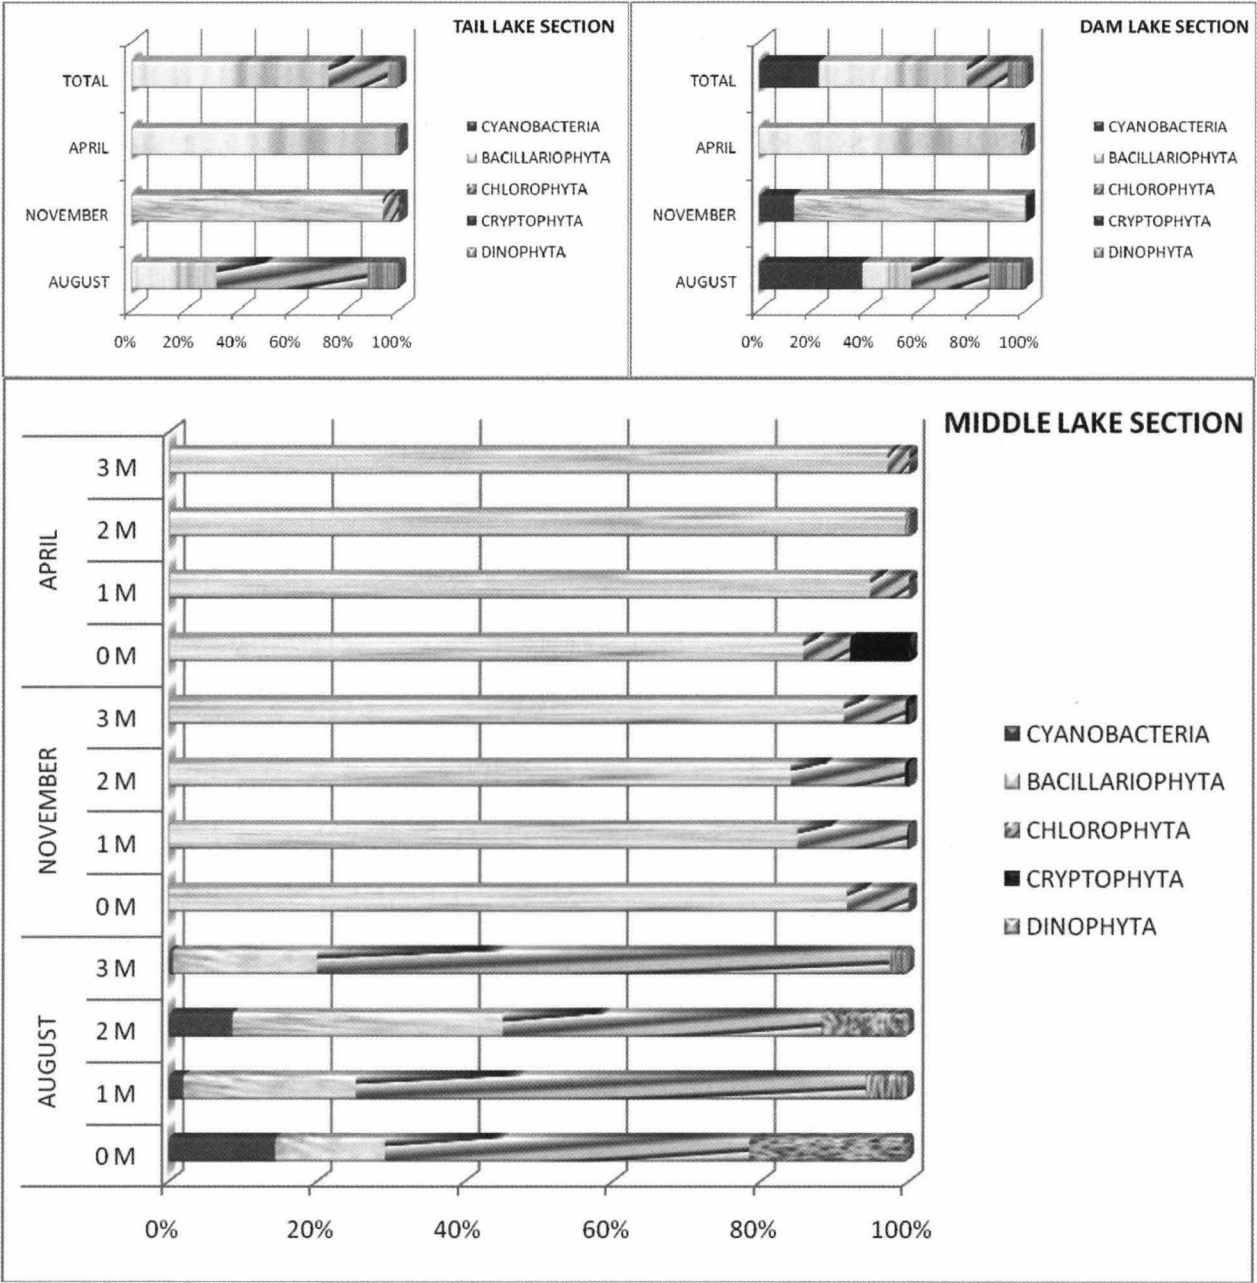 TAIL LAKE SECTION
TOTAL
APRIL
NOVEMBER
AUGUST
0% 20% 40% 60% 80% 100%
CYANOBACTERIA
BACILLARIOPHYTA
CHLOROPHYTA
CRYPTOPHYTA
DINOPHYTA
DAM LAKE SECTION
TOTAL
APRIL
NOVEMBER
AUGUST
0% 20% 40% 60% 80% 100%
CYANOBACTERIA
BACILLARIOPHYTA
CHLOROPHYTA
CRYPTOPHYTA
DINOPHYTA
MIDDLE LAKE SECTION
APRIL
3 M
2 M
1 M
0 M
NOVEMBER
3 M
2 M
1 M
0 M
AUGUST
3 M
2 M
1 M
0 M
0% 20% 40% 60% 80% 100%
CYANOBACTERIA
BACILLARIOPHYTA
CHLOROPHYTA
CRYPTOPHYTA
DINOPHYTA